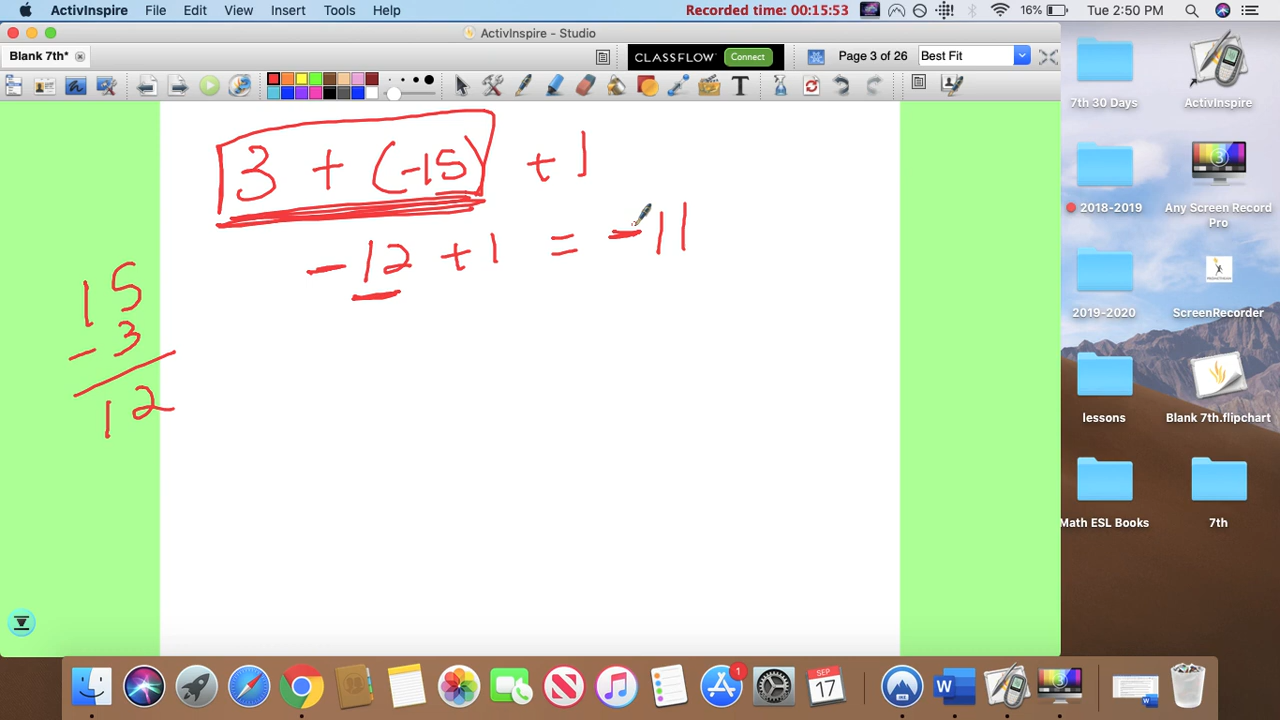 ActivInspire File Edit View Insert Tools Help Recorded time: 00:15:53 16% Tue 2:50 PM
ActivInspire - Studio
Blank 7th* CLASSFLOW Connect Page 3 of 26 Best Fit
3 + (-15) + 1
-12 + 1 = -11
15
- 3
12
7th 30 Days ActivInspire
2018-2019 Any Screen Record Pro
2019-2020 ScreenRecorder
lessons Blank 7th.flipchart
Math ESL Books 7th
1
SEP
17
W